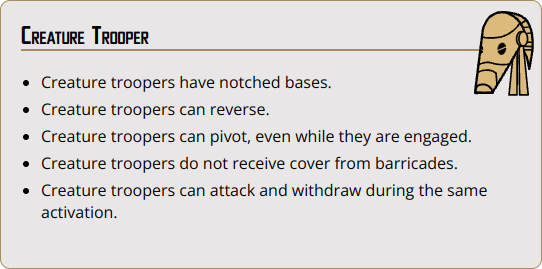 Creature Trooper
• Creature troopers have notched bases.
• Creature troopers can reverse.
• Creature troopers can pivot, even while they are engaged.
• Creature troopers do not receive cover from barricades.
• Creature troopers can attack and withdraw during the same
activation.